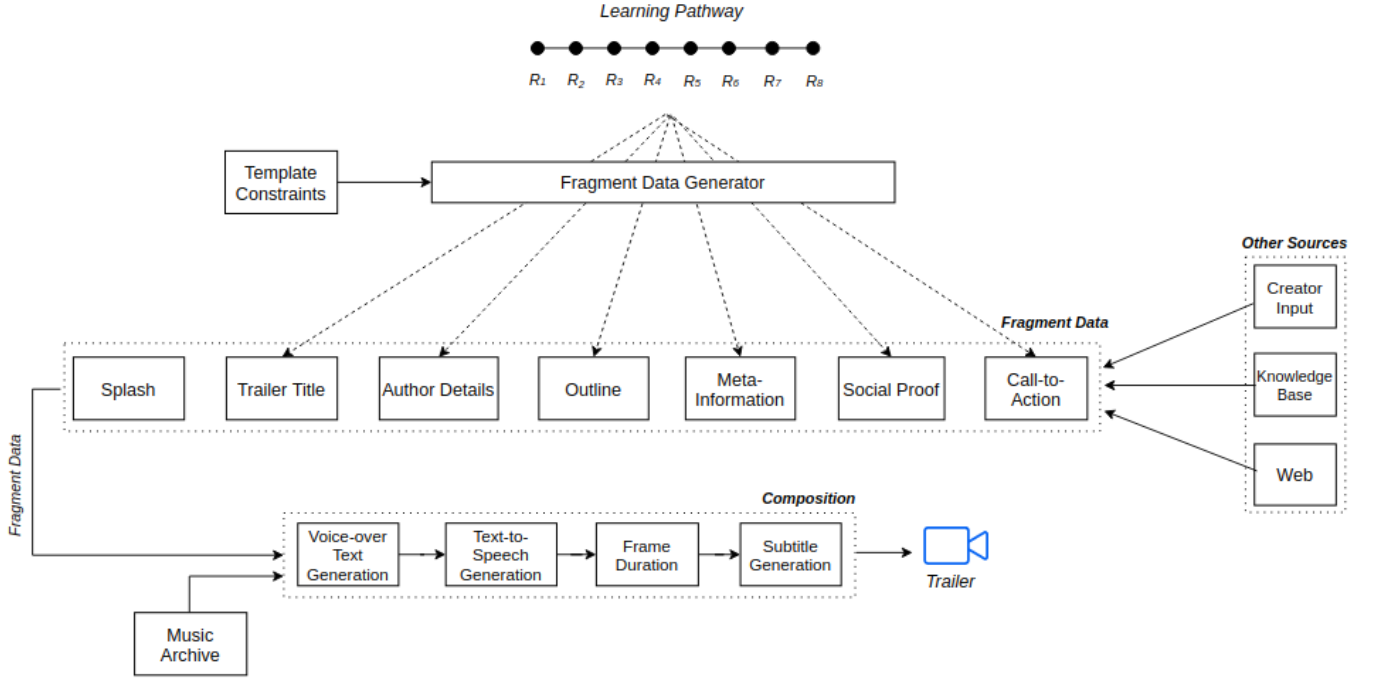 Learning Pathway
R1 R2 R3 R4 R5 R6 R7 R8
Template
Constraints
Fragment Data Generator
Other Sources
Creator
Input
Knowledge
Base
Web
Fragment Data
Splash
Trailer Title
Author Details
Outline
Meta-
Information
Social Proof
Call-to-
Action
Fragment Data
Composition
Voice-over
Text
Generation
Text-to-
Speech
Generation
Frame
Duration
Subtitle
Generation
Trailer
Music
Archive